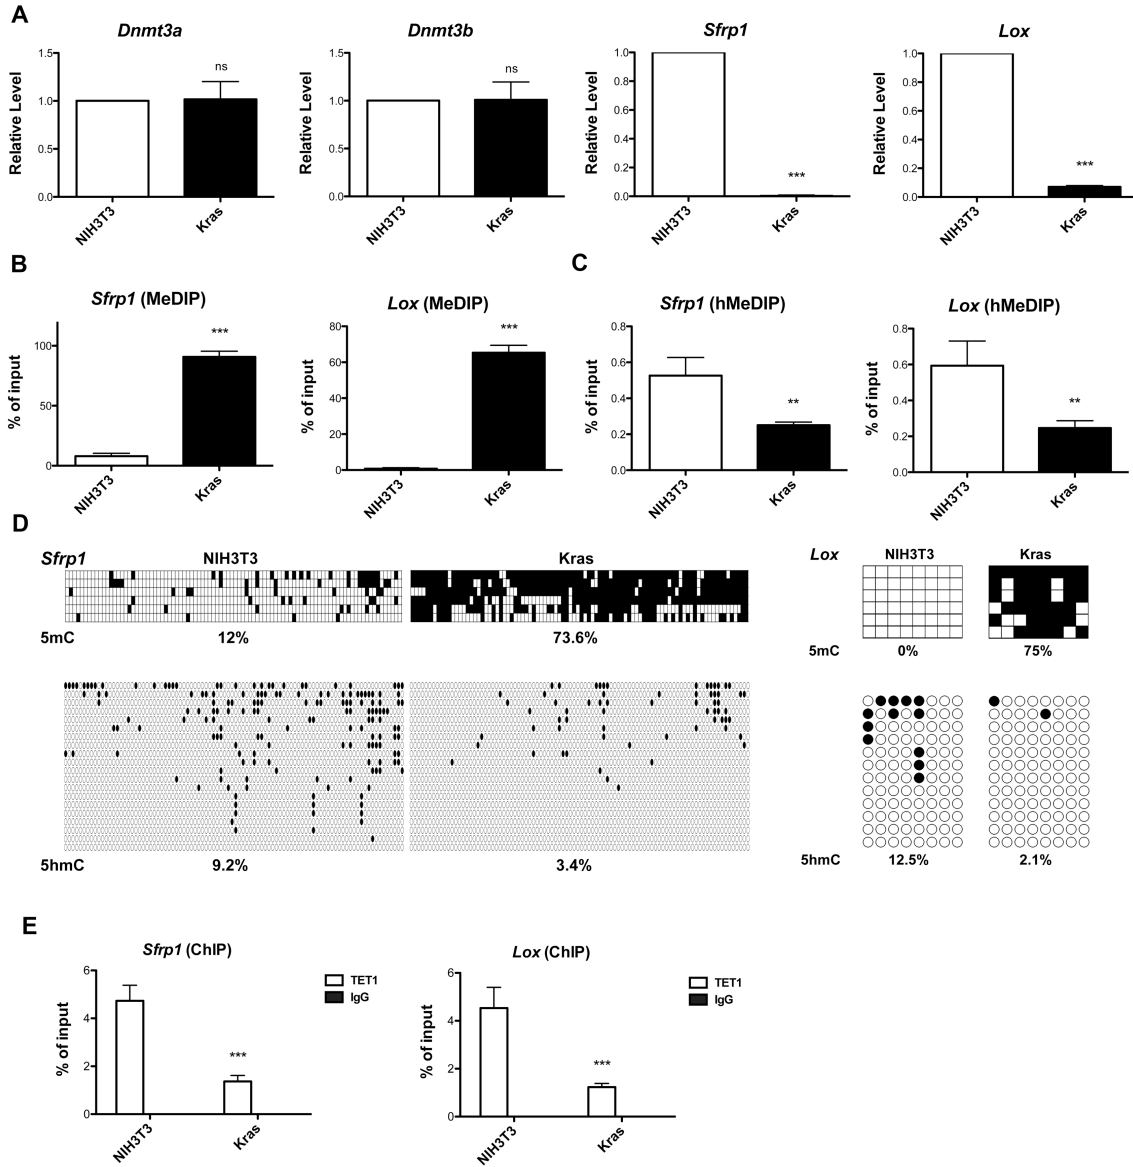 A
Dnmt3a
Relative Level
1.5
1.0
0.5
0.0
ns
NIH3T3
Kras
Dnmt3b
Relative Level
1.5
1.0
0.5
0.0
ns
NIH3T3
Kras
Sfrp1
Relative Level
1.0
0.8
0.6
0.4
0.2
0.0
***
NIH3T3
Kras
Lox
Relative Level
1.0
0.8
0.6
0.4
0.2
0.0
***
NIH3T3
Kras
B
Sfrp1 (MeDIP)
% of input
100
50
0
***
NIH3T3
Kras
Lox (MeDIP)
% of input
80
60
40
20
0
***
NIH3T3
Kras
C
Sfrp1 (hMeDIP)
% of input
0.8
0.6
0.4
0.2
0.0
**
NIH3T3
Kras
Lox (hMeDIP)
% of input
0.8
0.6
0.4
0.2
0.0
**
NIH3T3
Kras
D
Sfrp1 NIH3T3 Kras
5mC 12% 73.6%
5hmC 9.2% 3.4%
Lox NIH3T3 Kras
5mC 0% 75%
5hmC 12.5% 2.1%
E
Sfrp1 (ChIP)
% of input
6
4
2
0
***
NIH3T3
Kras
TET1
IgG
Lox (ChIP)
% of input
6
4
2
0
***
NIH3T3
Kras
TET1
IgG